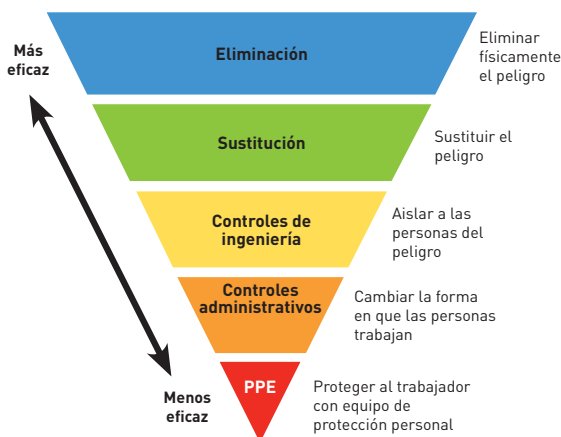 Más
eficaz
Eliminación
Eliminar
físicamente
el peligro
Sustitución
Sustituir el
peligro
Controles de
ingeniería
Aislar a las
personas del
peligro
Controles
administrativos
Cambiar la forma
en que las personas
trabajan
Menos
eficaz
PPE
Proteger al trabajador
con equipo de
protección personal